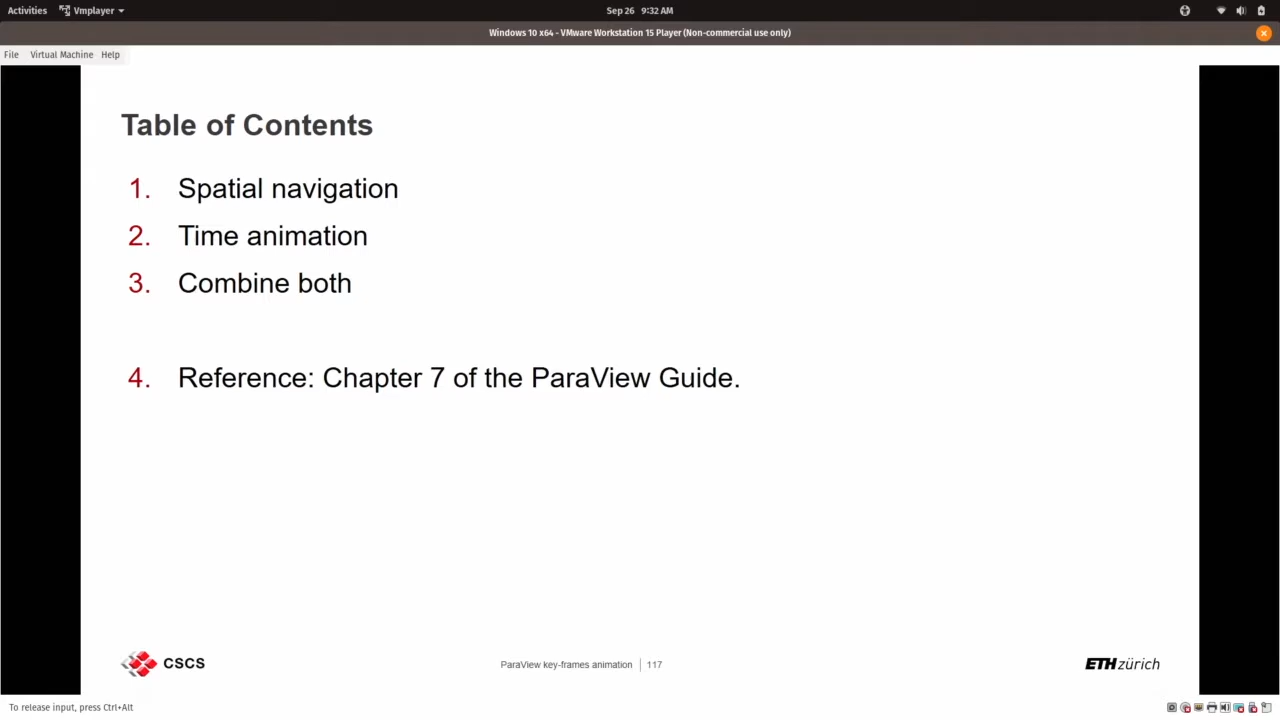 Activities Vmplayer Sep 26 9:32 AM
Windows 10 x64 - VMware Workstation 15 Player (Non-commercial use only)
File Virtual Machine Help
Table of Contents
1. Spatial navigation
2. Time animation
3. Combine both
4. Reference: Chapter 7 of the ParaView Guide.
CSCS ParaView key-frames animation 117 ETH zürich
To release input, press Ctrl+Alt